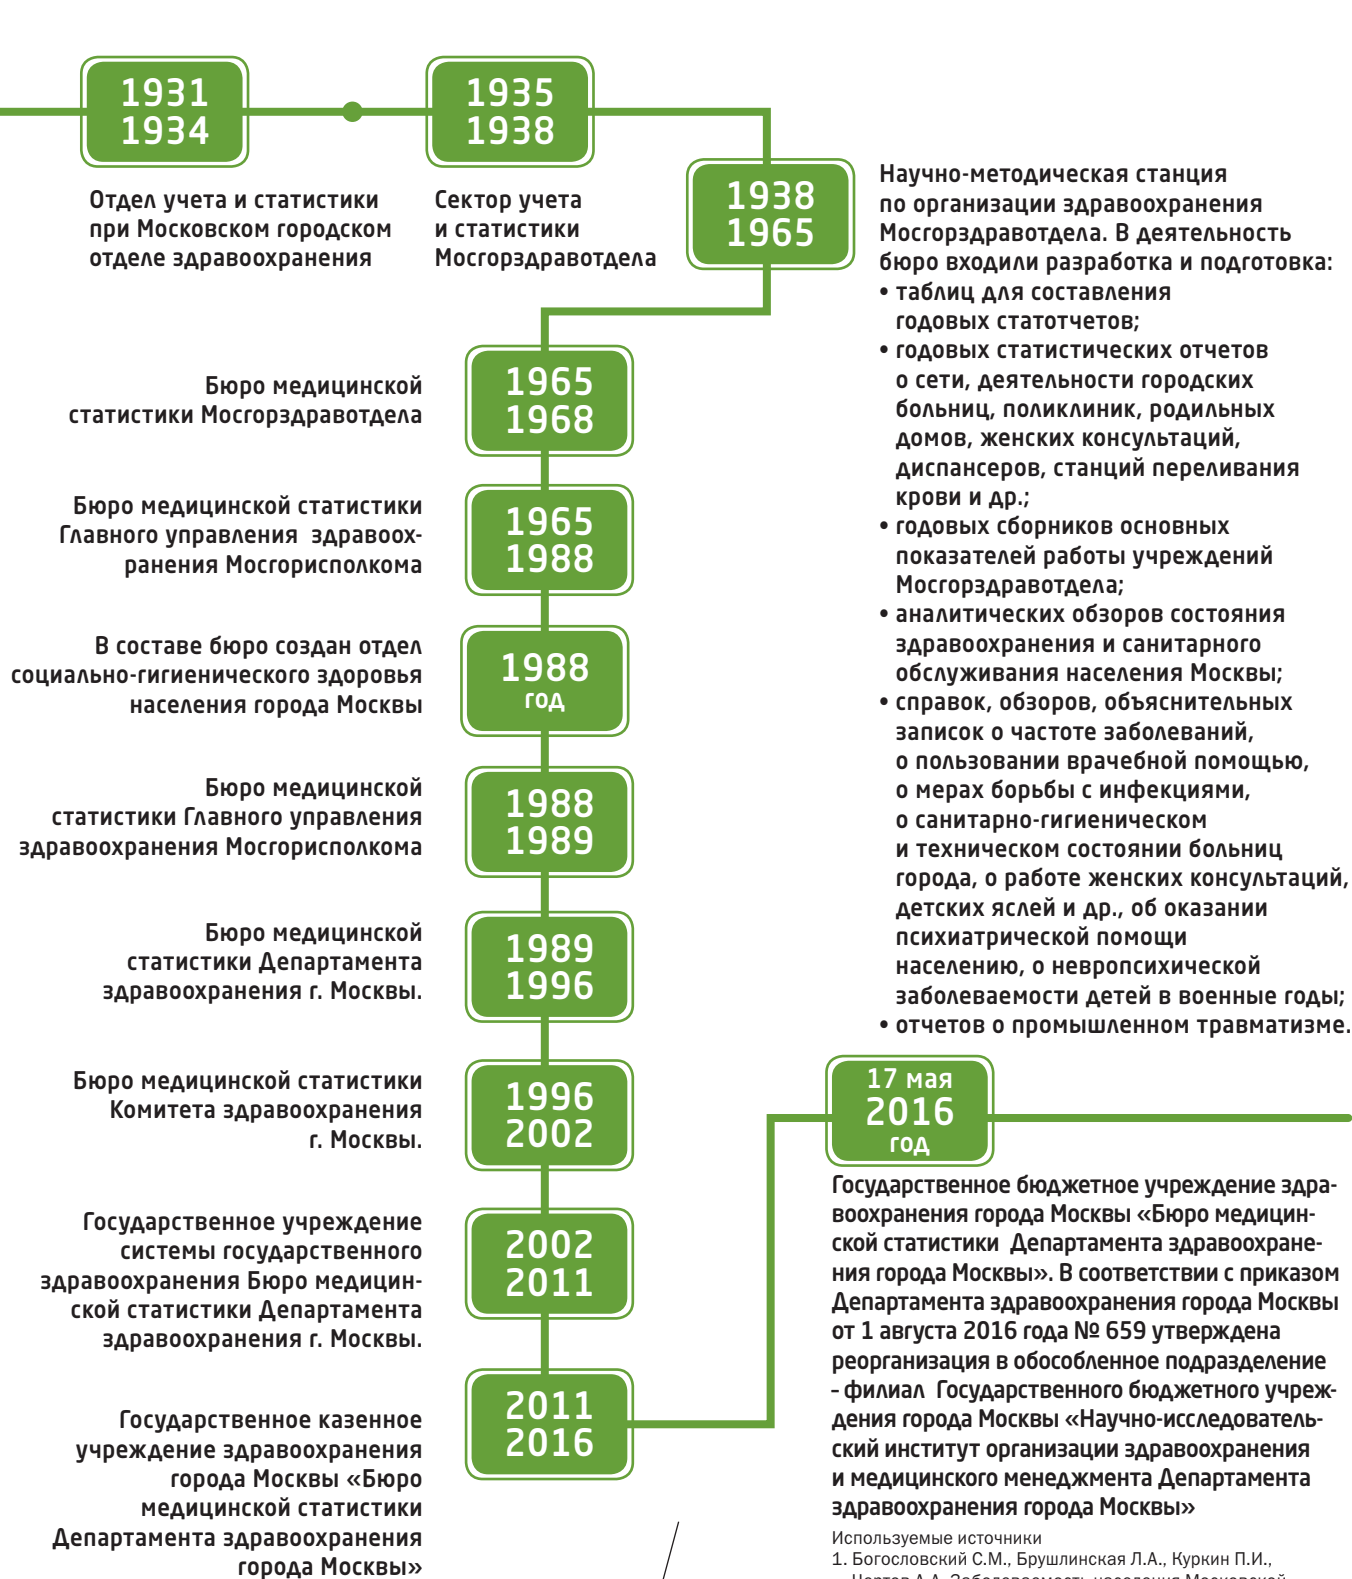 1931
1934
Отдел учета и статистики
при Московском городском
отделе здравоохранения
1935
1938
Сектор учета
и статистики
Мосгорздравотдела
1938
1965
Научно-методическая станция
по организации здравоохранения
Мосгорздравотдела. В деятельность
бюро входили разработка и подготовка:
• таблиц для составления
годовых статотчетов;
• годовых статистических отчетов
о сети, деятельности городских
больниц, поликлиник, родильных
домов, женских консультаций,
диспансеров, станций переливания
крови и др.;
• годовых сборников основных
показателей работы учреждений
Мосгорздравотдела;
• аналитических обзоров состояния
здравоохранения и санитарного
обслуживания населения Москвы;
• справок, обзоров, объяснительных
записок о частоте заболеваний,
о пользовании врачебной помощью,
о мерах борьбы с инфекциями,
о санитарно-гигиеническом
и техническом состоянии больниц
города, о работе женских консультаций,
детских яслей и др., об оказании
психиатрической помощи
населению, о невропсихической
заболеваемости детей в военные годы;
• отчетов о промышленном травматизме.
1965
1968
Бюро медицинской
статистики Мосгорздравотдела
1965
1988
Бюро медицинской статистики
Главного управления здравоох-
ранения Мосгорисполкома
1988
год
В составе бюро создан отдел
социально-гигиенического здоровья
населения города Москвы
1988
1989
Бюро медицинской
статистики Главного управления
здравоохранения Мосгорисполкома
1989
1996
Бюро медицинской
статистики Департамента
здравоохранения г. Москвы.
1996
2002
Бюро медицинской статистики
Комитета здравоохранения
г. Москвы.
2002
2011
Государственное учреждение
системы государственного
здравоохранения Бюро медицин-
ской статистики Департамента
здравоохранения г. Москвы.
2011
2016
Государственное казенное
учреждение здравоохранения
города Москвы «Бюро
медицинской статистики
Департамента здравоохранения
города Москвы»
17 мая
2016
год
Государственное бюджетное учреждение здра-
воохранения города Москвы «Бюро медицин-
ской статистики Департамента здравоохране-
ния города Москвы». В соответствии с приказом
Департамента здравоохранения города Москвы
от 1 августа 2016 года № 659 утверждена
реорганизация в обособленное подразделение
– филиал Государственного бюджетного учреж-
дения города Москвы «Научно-исследователь-
ский институт организации здравоохранения
и медицинского менеджмента Департамента
здравоохранения города Москвы»
Используемые источники
1. Богословский С.М., Брушлинская Л.А., Куркин П.И.,